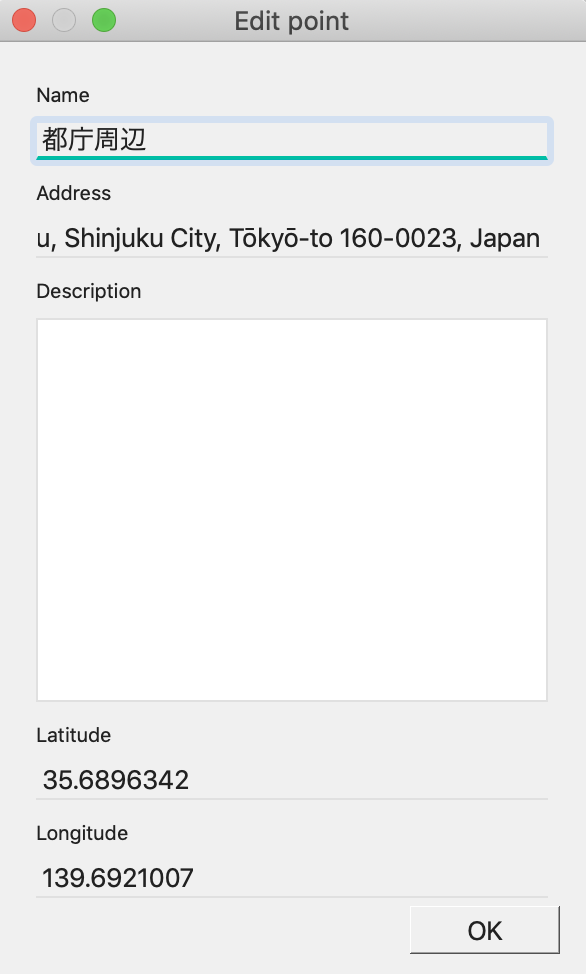 Edit point
Name
都庁周辺
Address
u, Shinjuku City, Tōkyō-to 160-0023, Japan
Description
Latitude
35.6896342
Longitude
139.6921007
OK